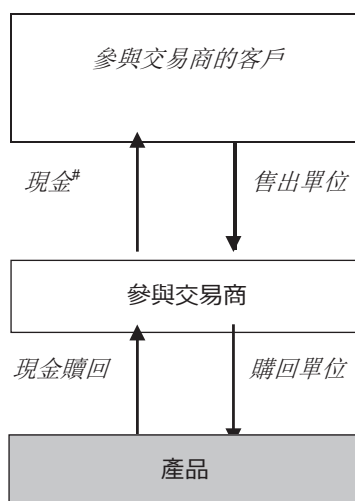 參與交易商的客戶
現金#
售出單位
參與交易商
現金贖回
購回單位
產品